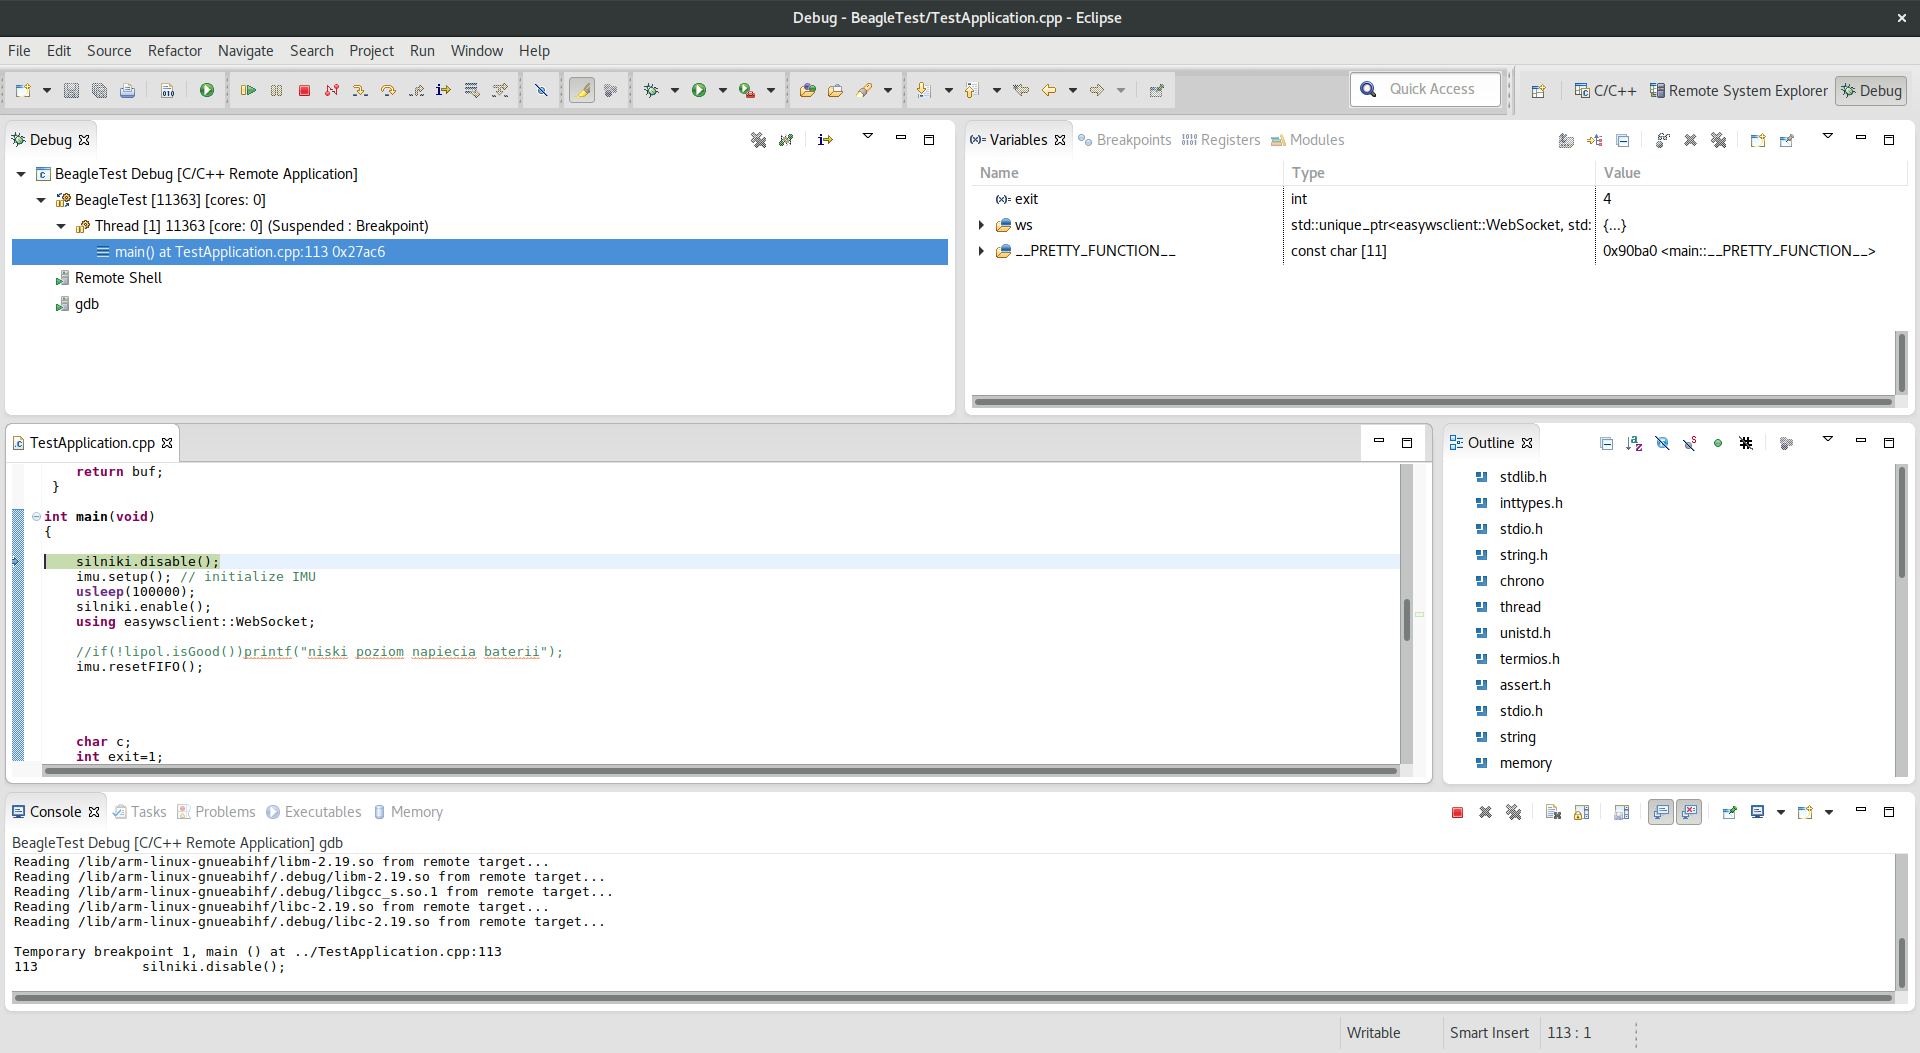 Debug - BeagleTest/TestApplication.cpp - Eclipse
File Edit Source Refactor Navigate Search Project Run Window Help
Quick Access
C/C++ Remote System Explorer Debug
Debug
BeagleTest Debug [C/C++ Remote Application]
BeagleTest [11363] [cores: 0]
Thread [1] 11363 [core: 0] (Suspended : Breakpoint)
main() at TestApplication.cpp:113 0x27ac6
Remote Shell
gdb
Variables Breakpoints Registers Modules
Name Type Value
exit int 4
ws std::unique_ptr<easywsclient::WebSocket, std: {...}
__PRETTY_FUNCTION__ const char [11] 0x90ba0 <main::__PRETTY_FUNCTION__>
TestApplication.cpp
return buf;
}
int main(void)
{
silniki.disable();
imu.setup(); // initialize IMU
usleep(100000);
silniki.enable();
using easywsclient::WebSocket;
//if(!lipol.isGood())printf("niski poziom napiecia baterii");
imu.resetFIFO();
char c;
int exit=1;
Outline
stdlib.h
inttypes.h
stdio.h
string.h
chrono
thread
unistd.h
termios.h
assert.h
stdio.h
string
memory
Console Tasks Problems Executables Memory
BeagleTest Debug [C/C++ Remote Application] gdb
Reading /lib/arm-linux-gnueabihf/libm-2.19.so from remote target...
Reading /lib/arm-linux-gnueabihf/.debug/libm-2.19.so from remote target...
Reading /lib/arm-linux-gnueabihf/.debug/libgcc_s.so.1 from remote target...
Reading /lib/arm-linux-gnueabihf/libc-2.19.so from remote target...
Reading /lib/arm-linux-gnueabihf/.debug/libc-2.19.so from remote target...
Temporary breakpoint 1, main () at ../TestApplication.cpp:113
113 silniki.disable();
Writable Smart Insert 113 : 1